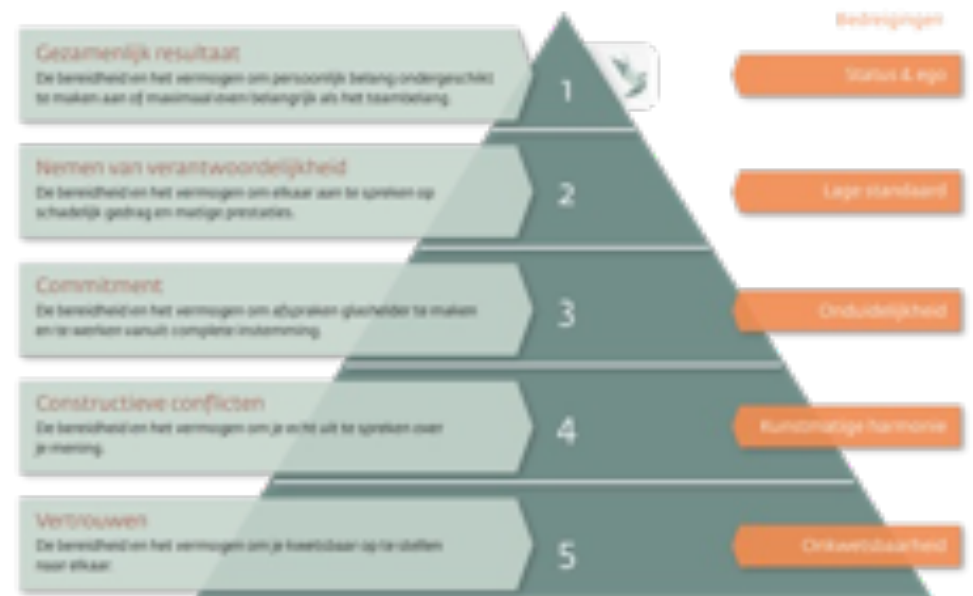 Bedreigingen
Gezamenlijk resultaat
De bereidheid en het vermogen om persoonlijk belang ondergeschikt
te maken aan of maximaal even belangrijk als het teambelang.
1
Status & ego
Nemen van verantwoordelijkheid
De bereidheid en het vermogen om elkaar aan te spreken op
schadelijk gedrag en matige prestaties.
2
Lage standaard
Commitment
De bereidheid en het vermogen om afspraken glashelder te maken
en te werken vanuit complete instemming.
3
Onduidelijkheid
Constructieve conflicten
De bereidheid en het vermogen om je echt uit te spreken over
je mening.
4
Kunstmatige harmonie
Vertrouwen
De bereidheid en het vermogen om je kwetsbaar op te stellen
naar elkaar.
5
Onkwetsbaarheid